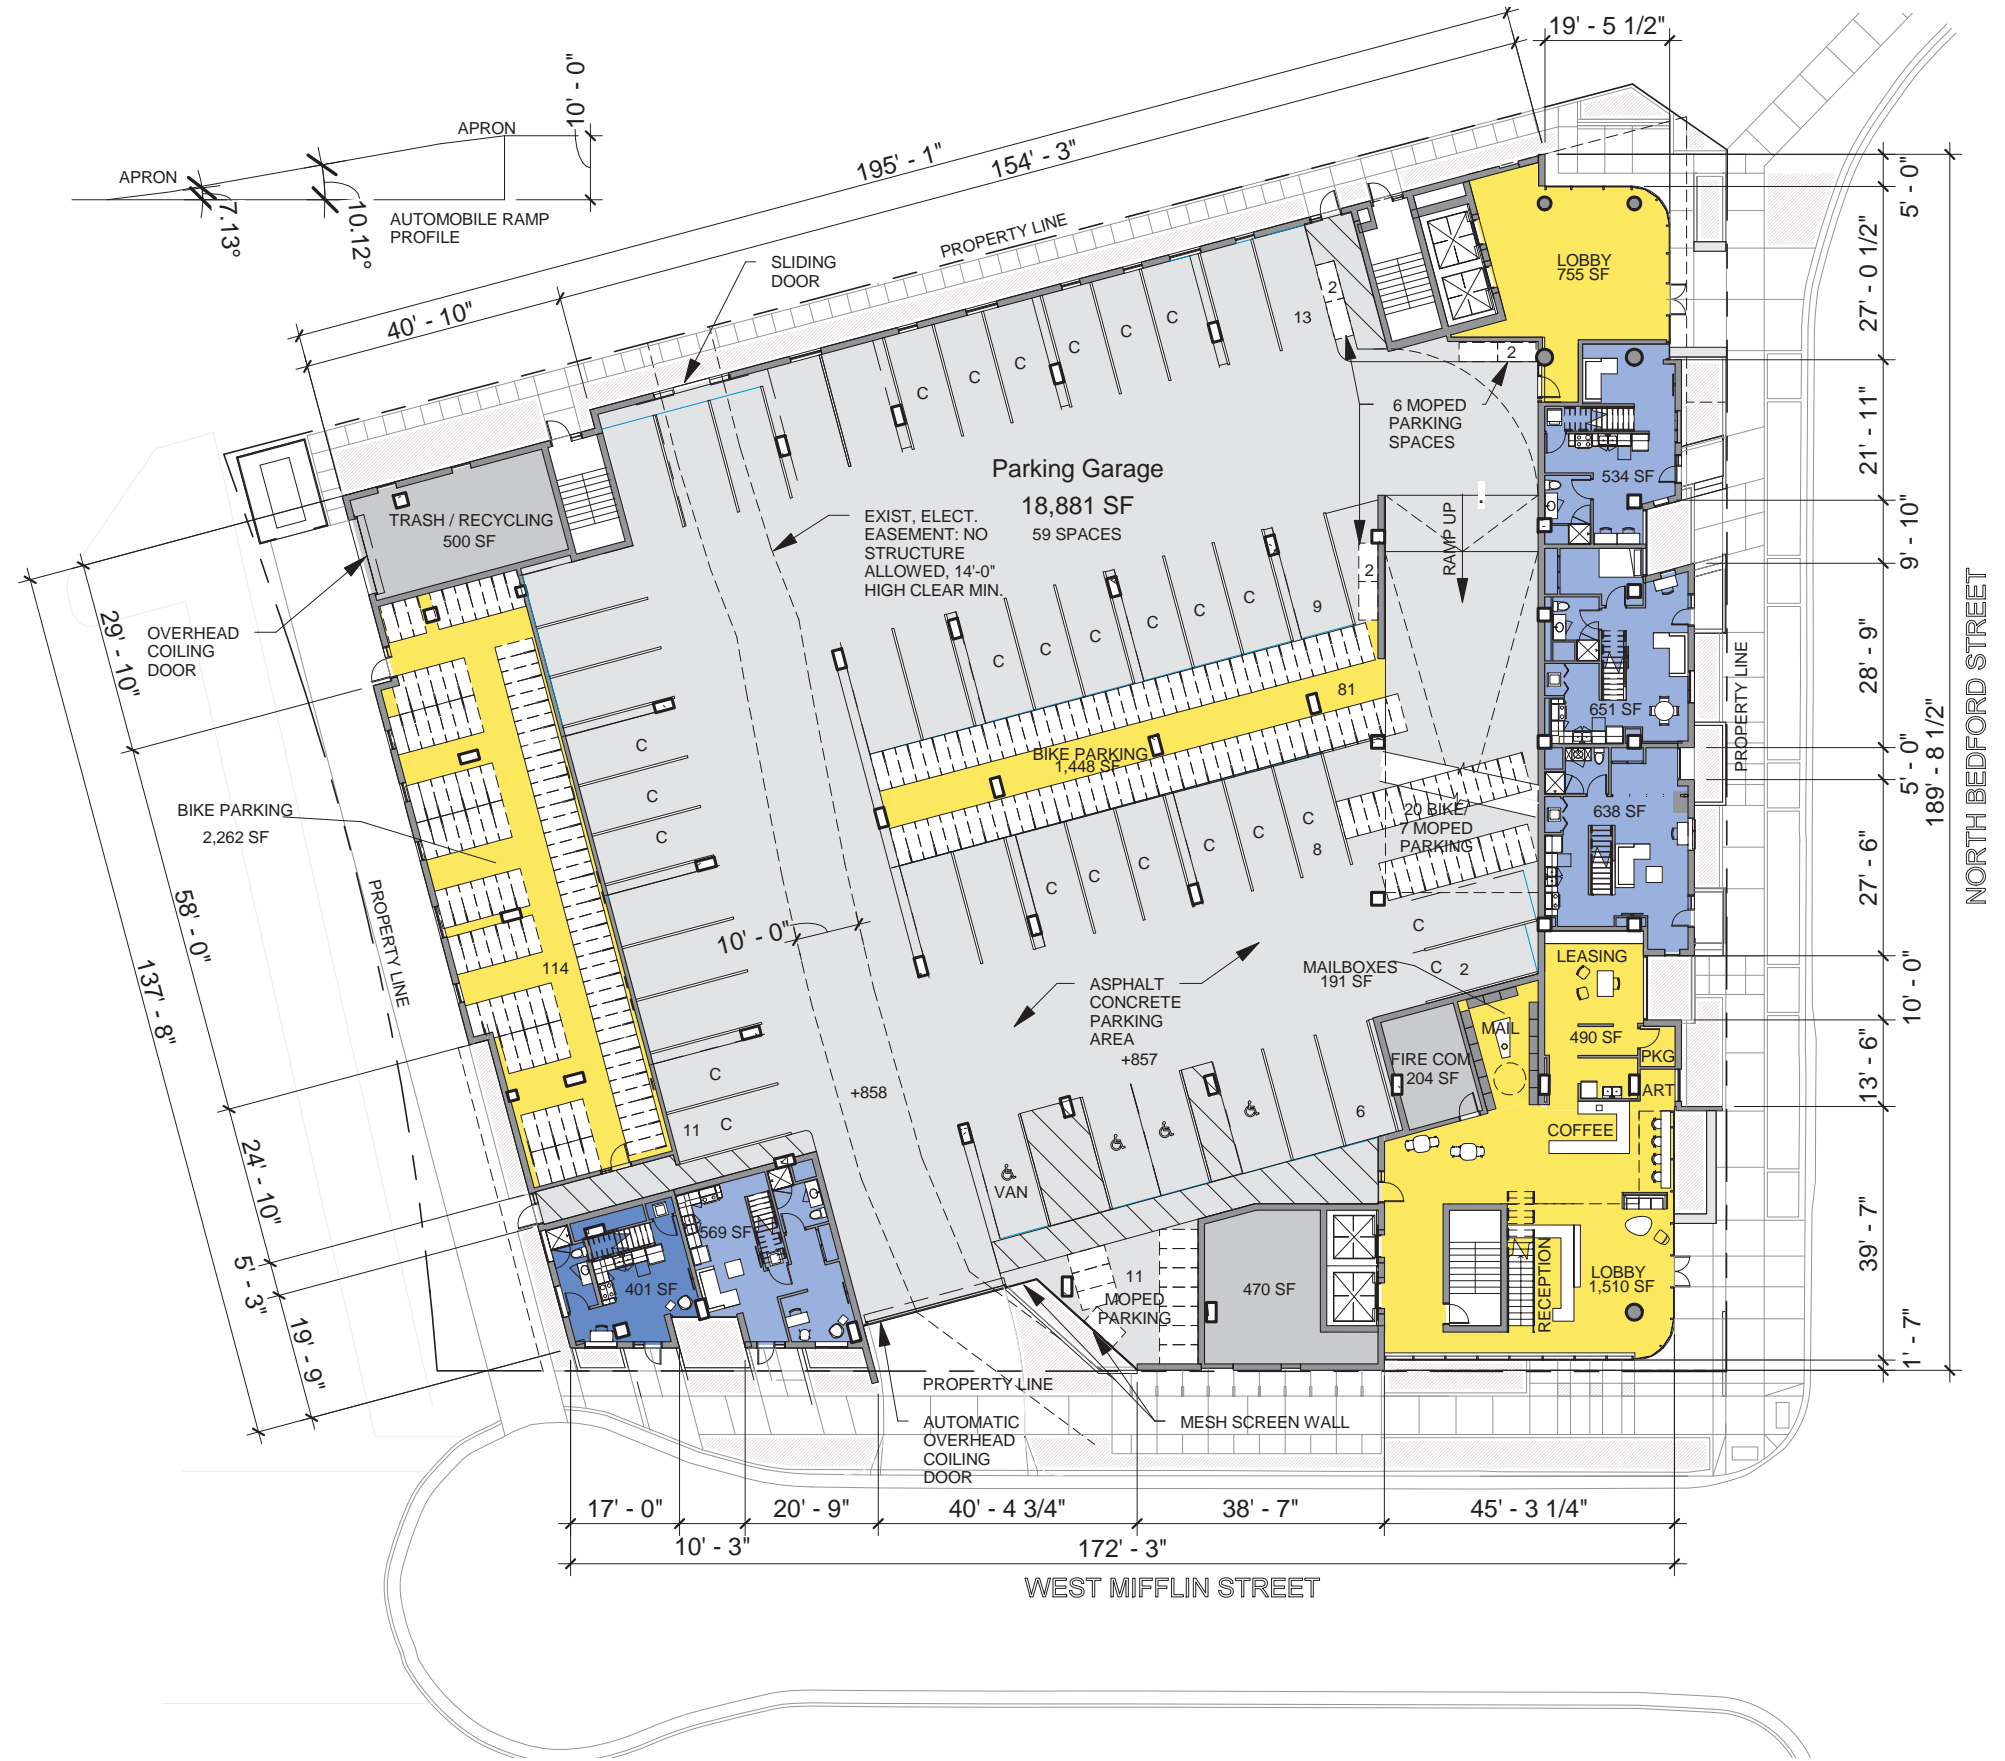 19' - 5 1/2"
10' - 0"
APRON
APRON
7.13°
10.12°
AUTOMOBILE RAMP
PROFILE
195' - 1"
154' - 3"
40' - 10"
PROPERTY LINE
SLIDING
DOOR
LOBBY
755 SF
5' - 0"
27' - 0 1/2"
21' - 11"
9' - 10"
28' - 9"
5' - 0"
27' - 6"
10' - 0"
13' - 6"
39' - 7"
1' - 7"
189' - 8 1/2"
NORTH BEDFORD STREET
PROPERTY LINE
2
13
2
C
C
C
C
C
C
6 MOPED
PARKING
SPACES
Parking Garage
18,881 SF
59 SPACES
EXIST, ELECT.
EASEMENT: NO
STRUCTURE
ALLOWED, 14'-0"
HIGH CLEAR MIN.
RAMP UP
534 SF
TRASH / RECYCLING
500 SF
OVERHEAD
COILING
DOOR
29' - 10"
58' - 0"
137' - 8"
24' - 10"
5' - 3"
19' - 9"
2
9
C
C
C
C
C
C
651 SF
81
BIKE PARKING
1,448 SF
C
C
C
BIKE PARKING
2,262 SF
20 BIKE/
7 MOPED
PARKING
638 SF
C
C
C
C
C
C
C
8
PROPERTY LINE
114
10' - 0"
C
C
2
MAILBOXES
191 SF
LEASING
490 SF
MAIL
PKG
ART
ASPHALT
CONCRETE
PARKING
AREA
+857
+858
FIRE COM
204 SF
COFFEE
C
11
C
6
VAN
569 SF
401 SF
11
MOPED
PARKING
470 SF
RECEPTION
LOBBY
1,510 SF
PROPERTY LINE
AUTOMATIC
OVERHEAD
COILING
DOOR
MESH SCREEN WALL
17' - 0"
20' - 9"
40' - 4 3/4"
38' - 7"
45' - 3 1/4"
10' - 3"
172' - 3"
WEST MIFFLIN STREET